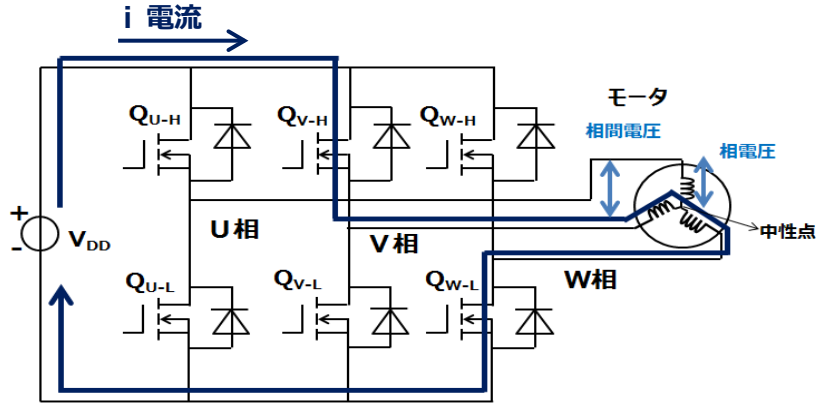 i 電流
QU-H
QV-H
QW-H
モータ
相間電圧
相電圧
+
-
VDD
U相
V相
中性点
W相
QU-L
QV-L
QW-L